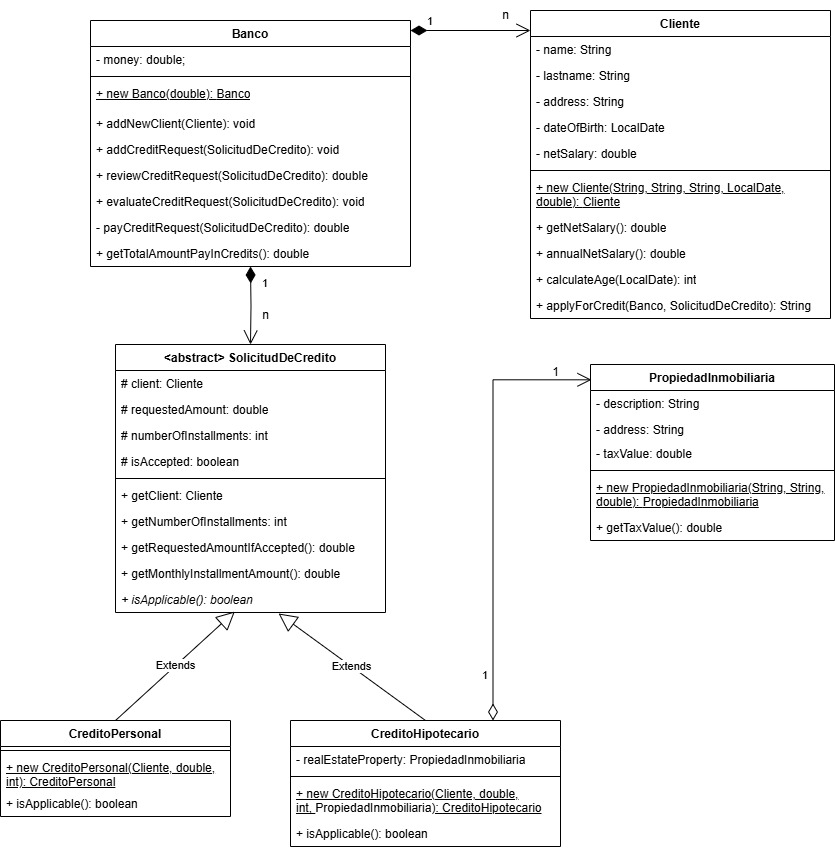 Banco
- money: double;
+ new Banco(double): Banco
+ addNewClient(Cliente): void
+ addCreditRequest(SolicitudDeCredito): void
+ reviewCreditRequest(SolicitudDeCredito): double
+ evaluateCreditRequest(SolicitudDeCredito): void
- payCreditRequest(SolicitudDeCredito): double
+ getTotalAmountPayInCredits(): double
1
n
Cliente
- name: String
- lastname: String
- address: String
- dateOfBirth: LocalDate
- netSalary: double
+ new Cliente(String, String, String, LocalDate,
double): Cliente
+ getNetSalary(): double
+ annualNetSalary(): double
+ calculateAge(LocalDate): int
+ applyForCredit(Banco, SolicitudDeCredito): String
1
n
<abstract> SolicitudDeCredito
# client: Cliente
# requestedAmount: double
# numberOfInstallments: int
# isAccepted: boolean
+ getClient: Cliente
+ getNumberOfInstallments: int
+ getRequestedAmountIfAccepted(): double
+ getMonthlyInstallmentAmount(): double
+ isApplicable(): boolean
1
PropiedadInmobiliaria
- description: String
- address: String
- taxValue: double
+ new PropiedadInmobiliaria(String, String,
double): PropiedadInmobiliaria
+ getTaxValue(): double
Extends
Extends
1
CreditoPersonal
+ new CreditoPersonal(Cliente, double,
int): CreditoPersonal
+ isApplicable(): boolean
CreditoHipotecario
- realEstateProperty: PropiedadInmobiliaria
+ new CreditoHipotecario(Cliente, double,
int, PropiedadInmobiliaria): CreditoHipotecario
+ isApplicable(): boolean